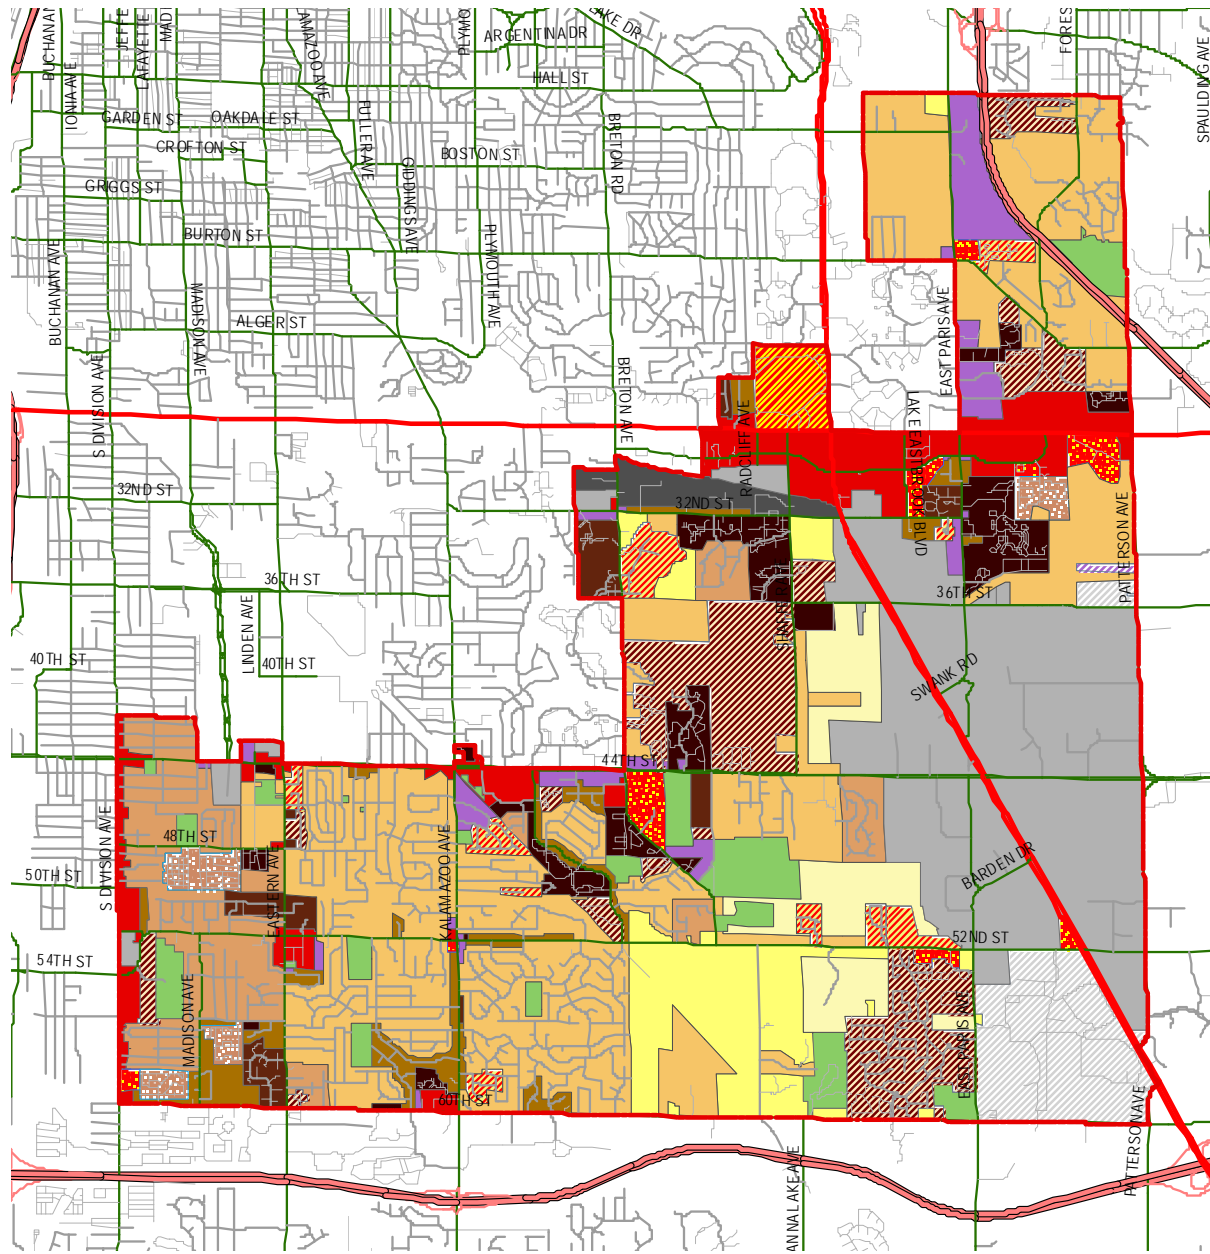 BUCHANAN
JEFFE
LAFAYETTE
MADI
LAMAZOO AVE
PLYMO
ARGENTINA DR
LAKE DR
FORES
SPAULDING AVE
IONIA AVE
HALL ST
GARDEN ST
OAKDALE ST
FULLER AVE
BRETON RD
CROFTON ST
BOSTON ST
GIDDINGS AVE
GRIGGS ST
BURTON ST
PLYMOUTH AVE
BUCHANAN AVE
MADISON AVE
ALGER ST
EAST PARIS AVE
S DIVISION AVE
BRETON AVE
RADCLIFF AVE
LAKE EASTBROOK BLVD
32ND ST
32ND ST
PATTERSON AVE
36TH ST
36TH ST
LINDEN AVE
40TH ST
40TH ST
SWANK RD
44TH ST
S DIVISION AVE
48TH ST
EASTERN AVE
KALAMAZOO AVE
BARDEN DR
50TH ST
52ND ST
54TH ST
MADISON AVE
EAST PARIS AVE
60TH ST
PATTERSON AVE
ANNA LAKE AVE